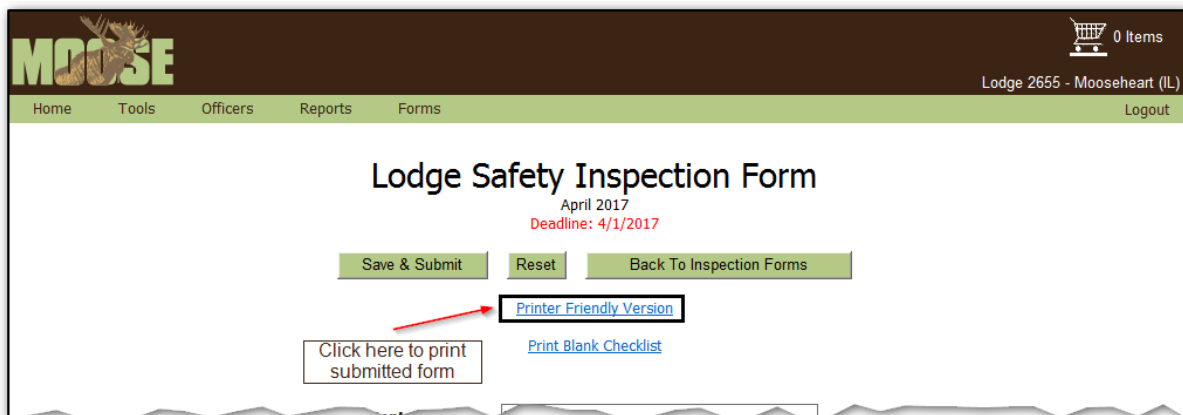 MOOSE
0 Items
Lodge 2655 - Mooseheart (IL)
Home Tools Officers Reports Forms Logout
Lodge Safety Inspection Form
April 2017
Deadline: 4/1/2017
Save & Submit Reset Back To Inspection Forms
Printer Friendly Version
Print Blank Checklist
Click here to print
submitted form